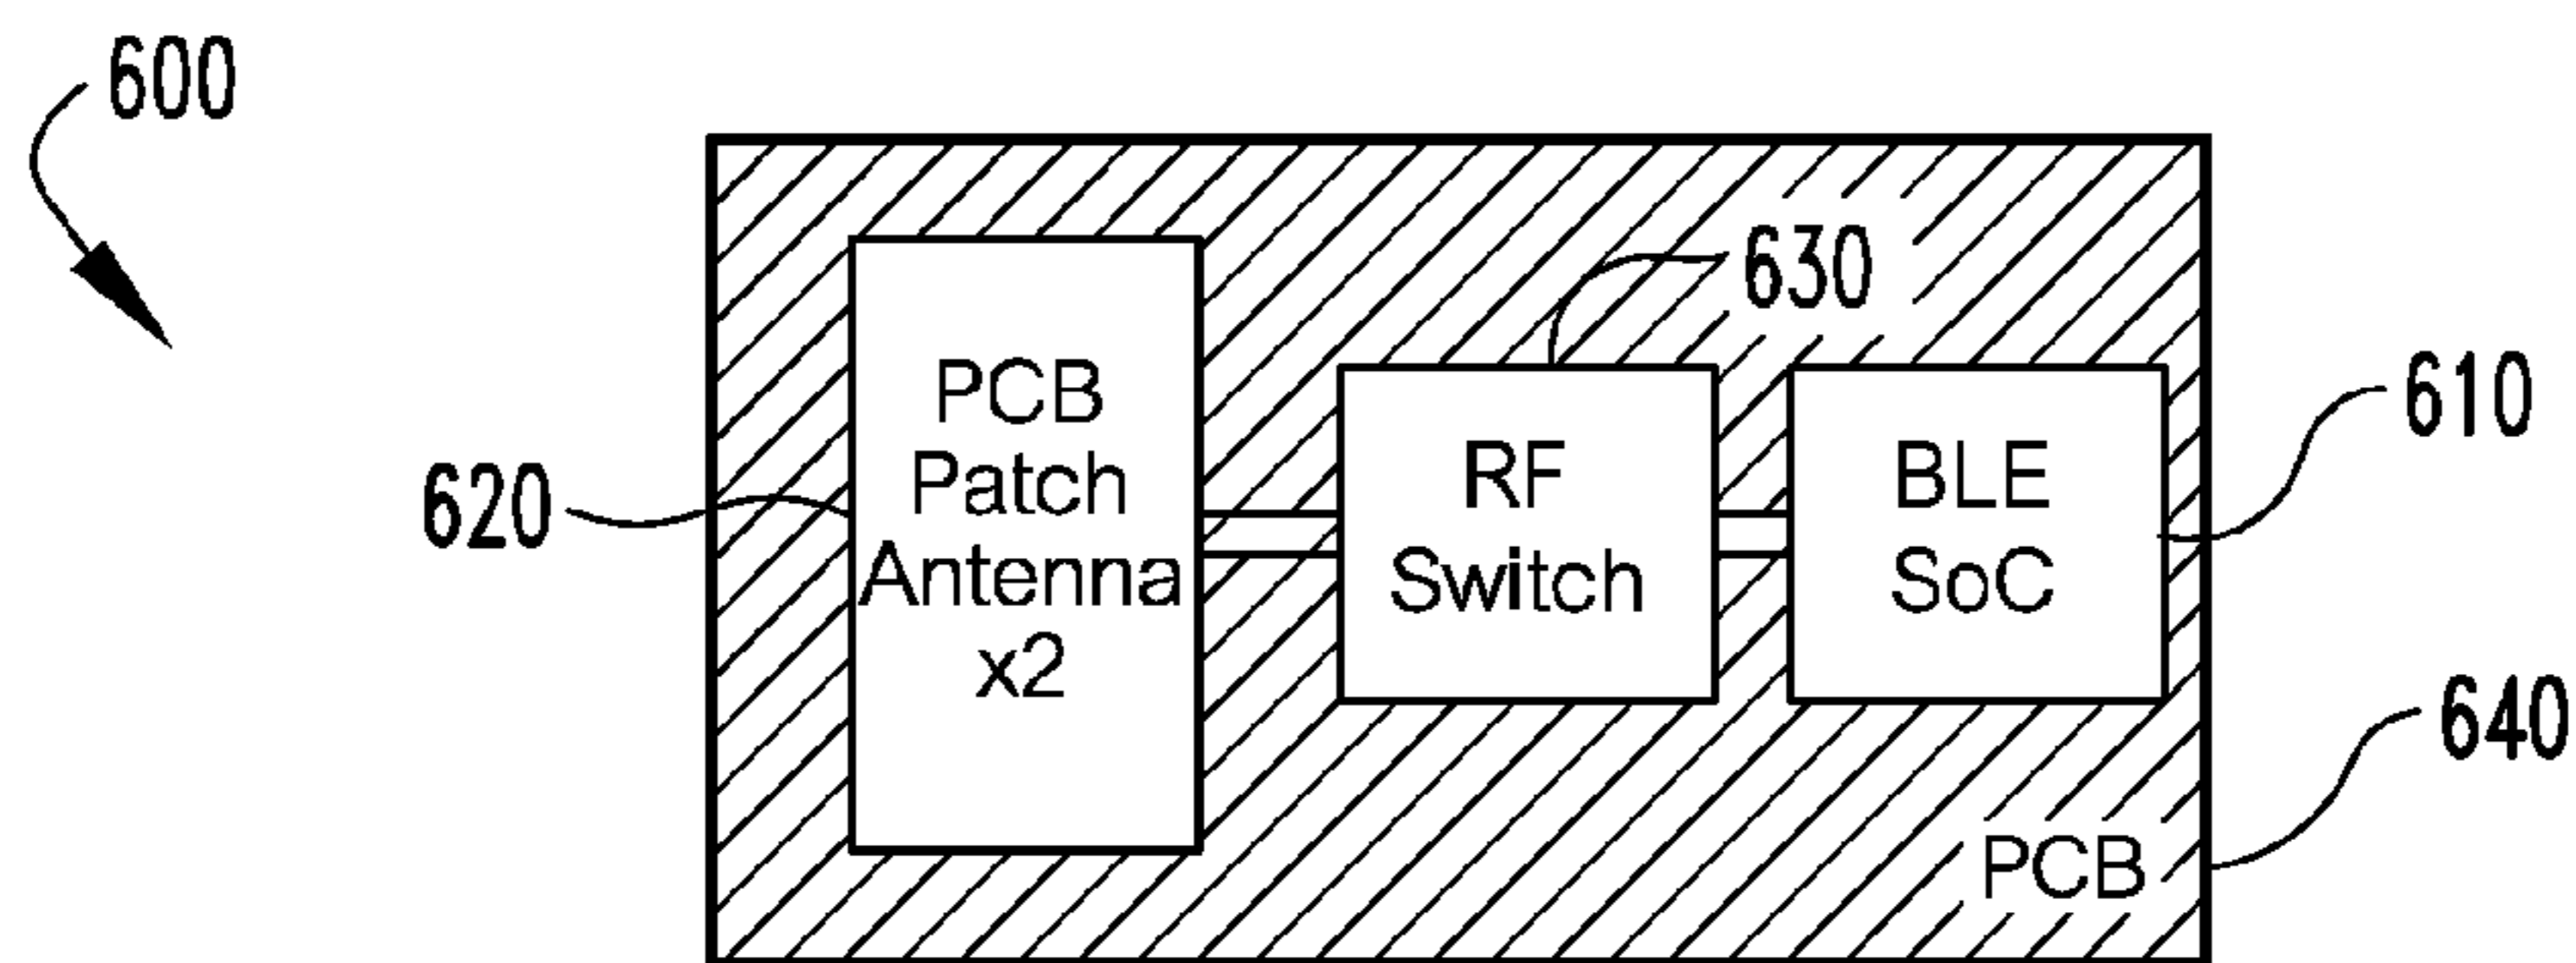 600
630
610
620
640
PCB
Patch
Antenna
x2
RF
Switch
BLE
SoC
PCB